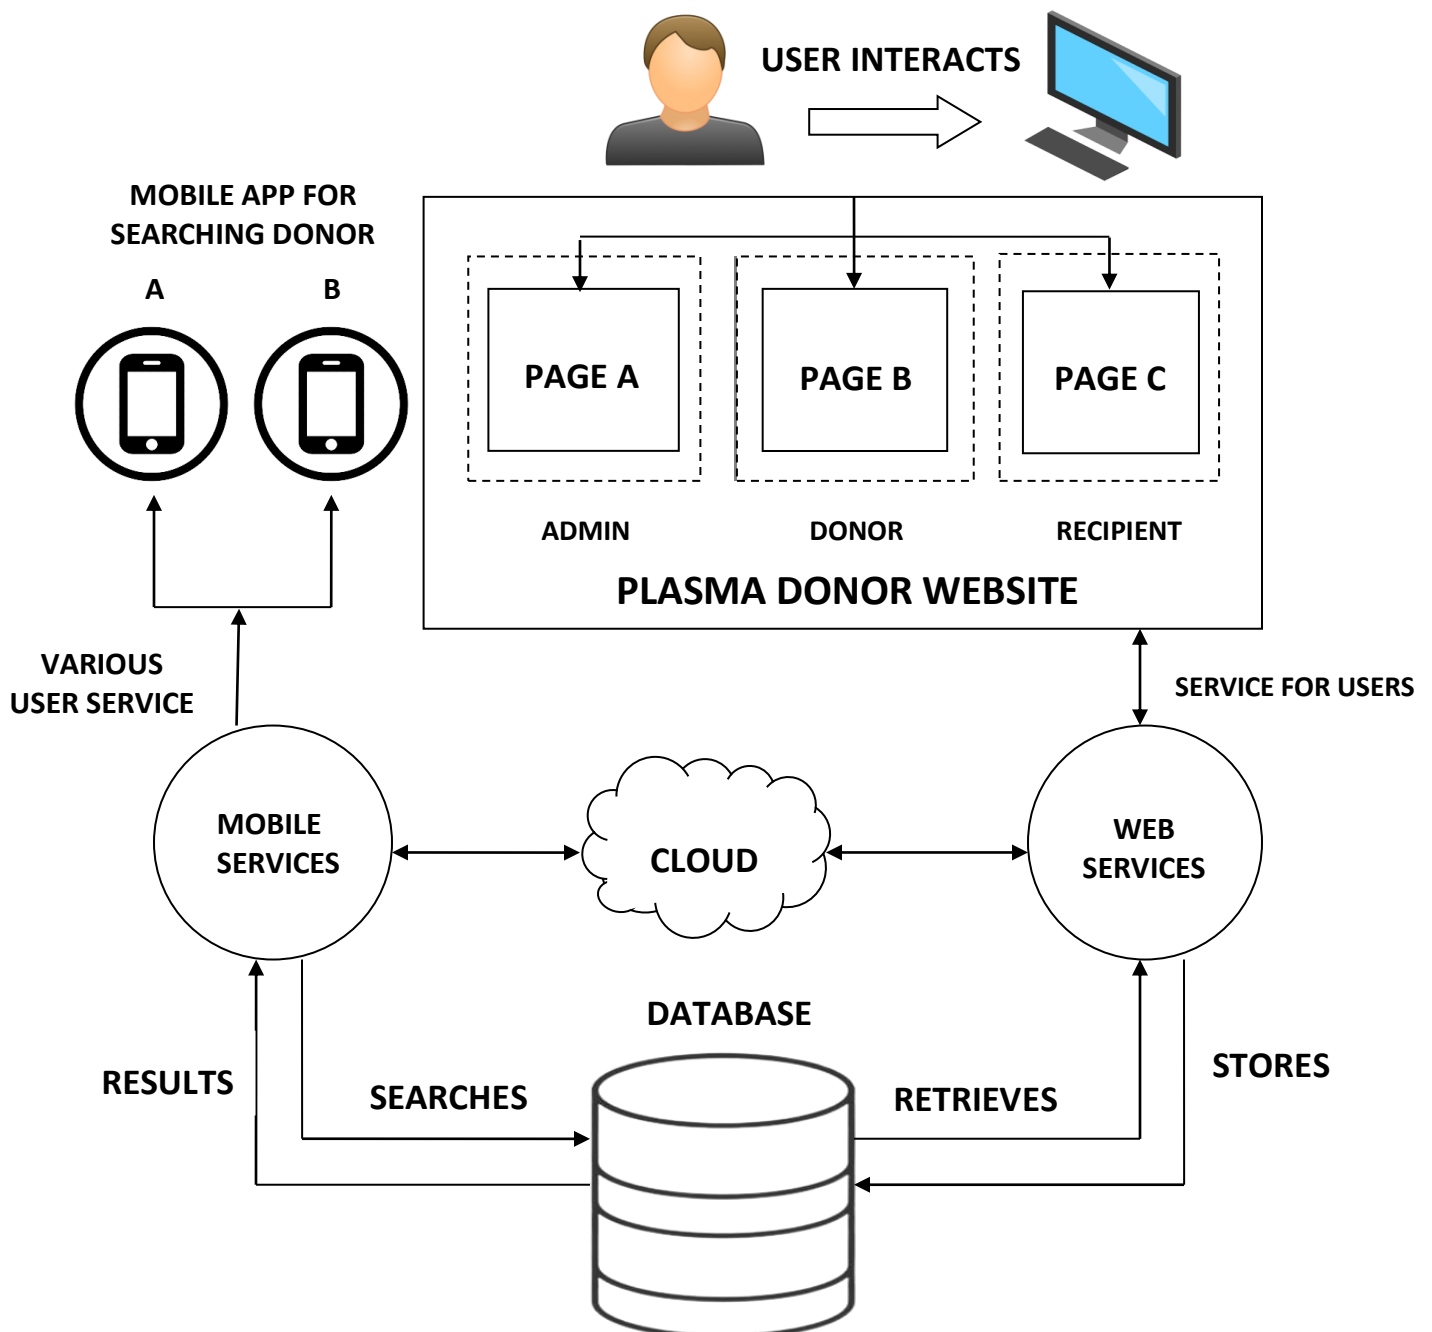 USER INTERACTS
MOBILE APP FOR
SEARCHING DONOR
A
B
PAGE A
PAGE B
PAGE C
ADMIN
DONOR
RECIPIENT
PLASMA DONOR WEBSITE
VARIOUS
USER SERVICE
SERVICE FOR USERS
MOBILE
SERVICES
CLOUD
WEB
SERVICES
DATABASE
RESULTS
SEARCHES
RETRIEVES
STORES